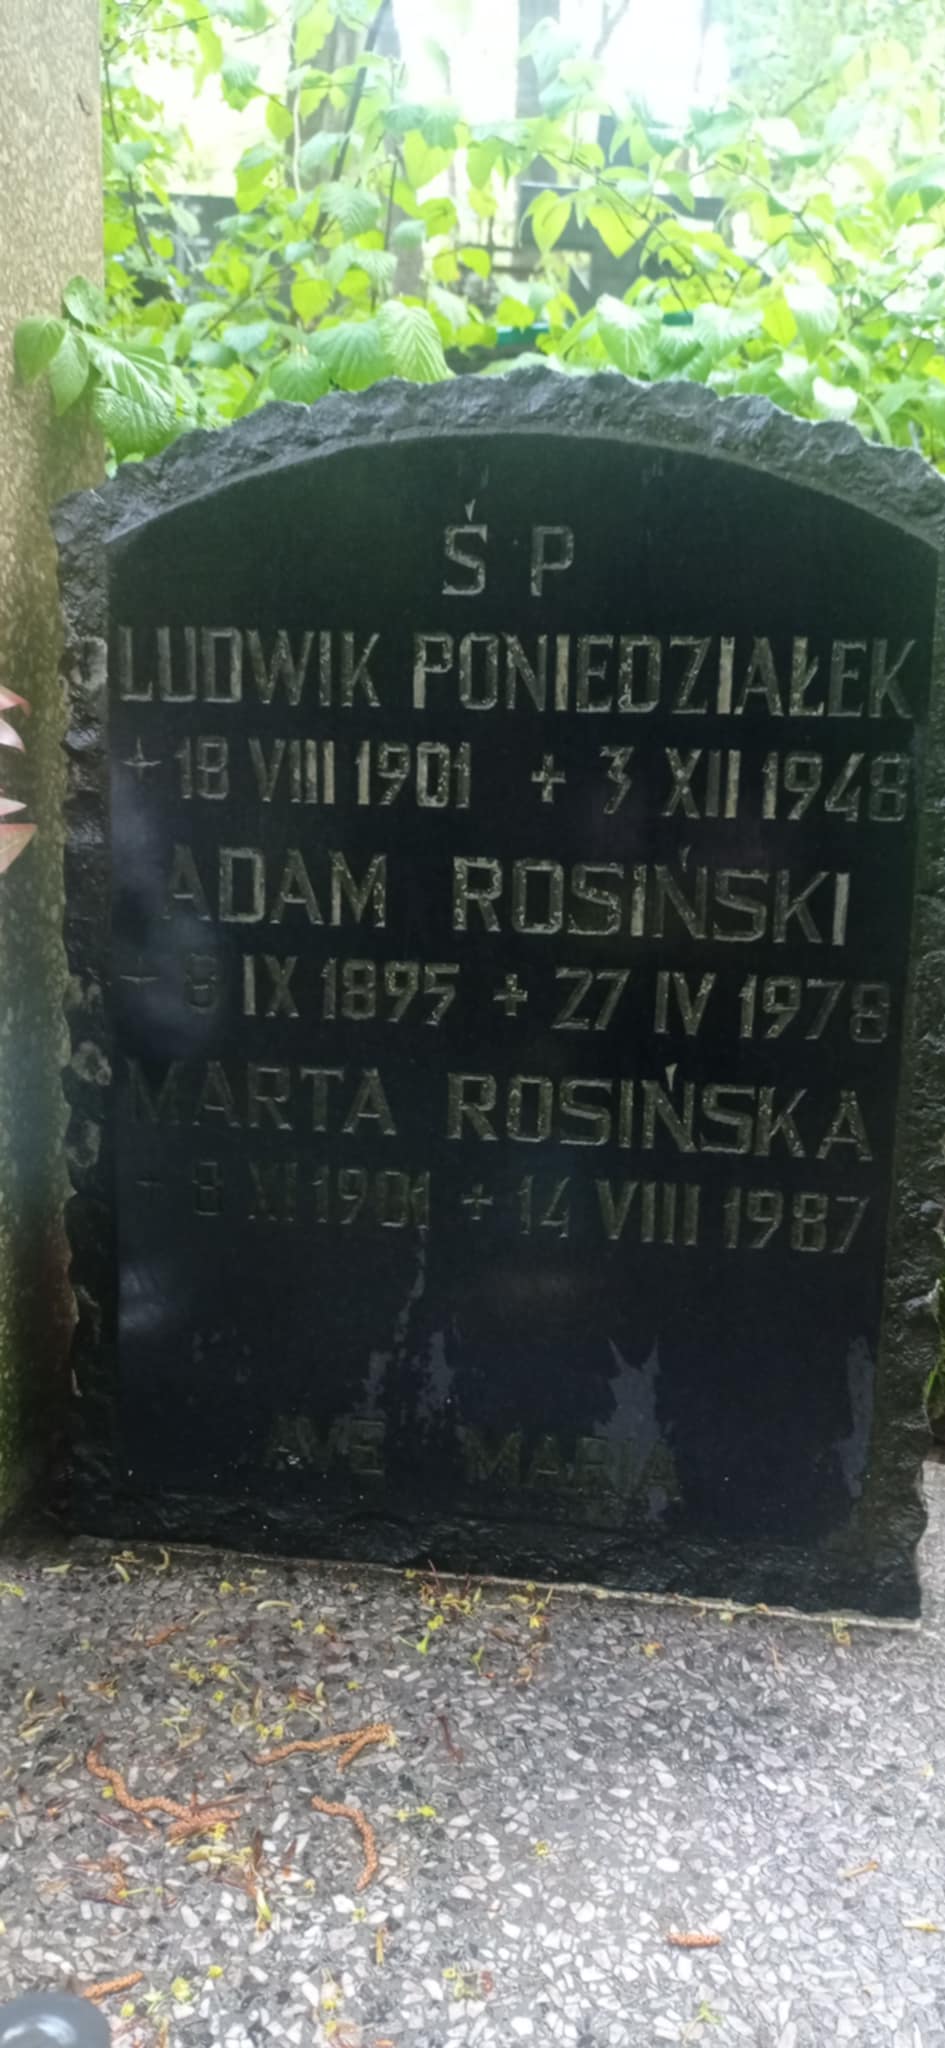 Ś P
LUDWIK PONIEDZIAŁEK
+ 18 VIII 1901 + 3 XII 1948
ADAM ROSIŃSKI
+ 8 IX 1895 + 27 IV 1978
MARTA ROSIŃSKA
+ 8 XI 1901 + 14 VIII 1987
AVE MARIA